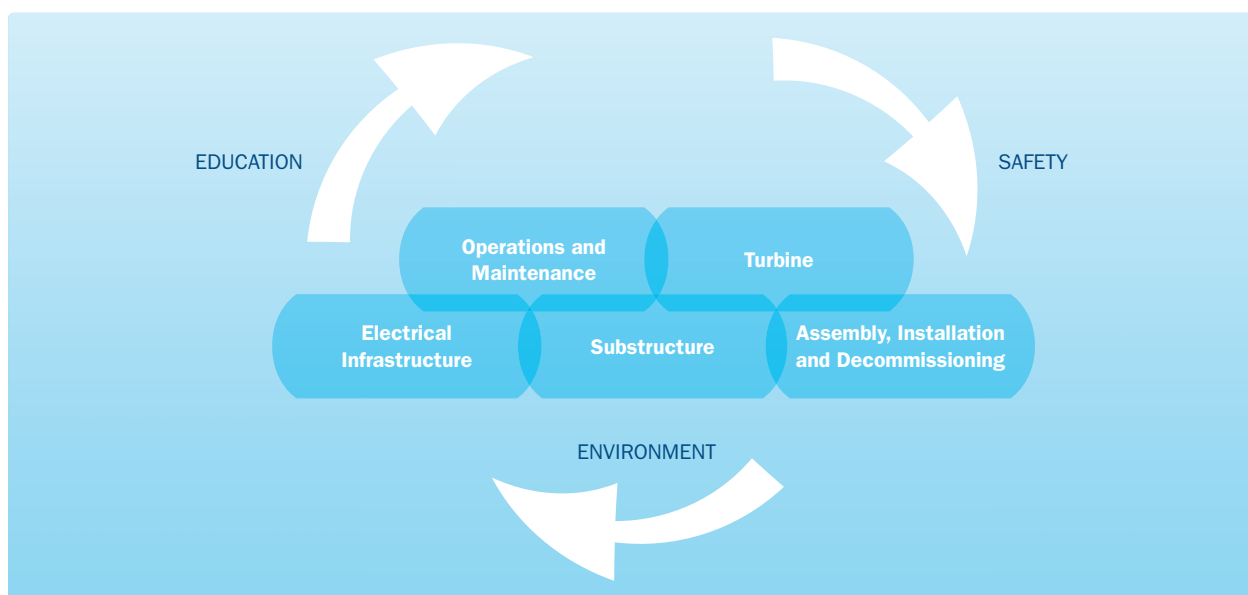 EDUCATION
SAFETY
Operations and
Maintenance
Turbine
Electrical
Infrastructure
Substructure
Assembly, Installation
and Decommissioning
ENVIRONMENT